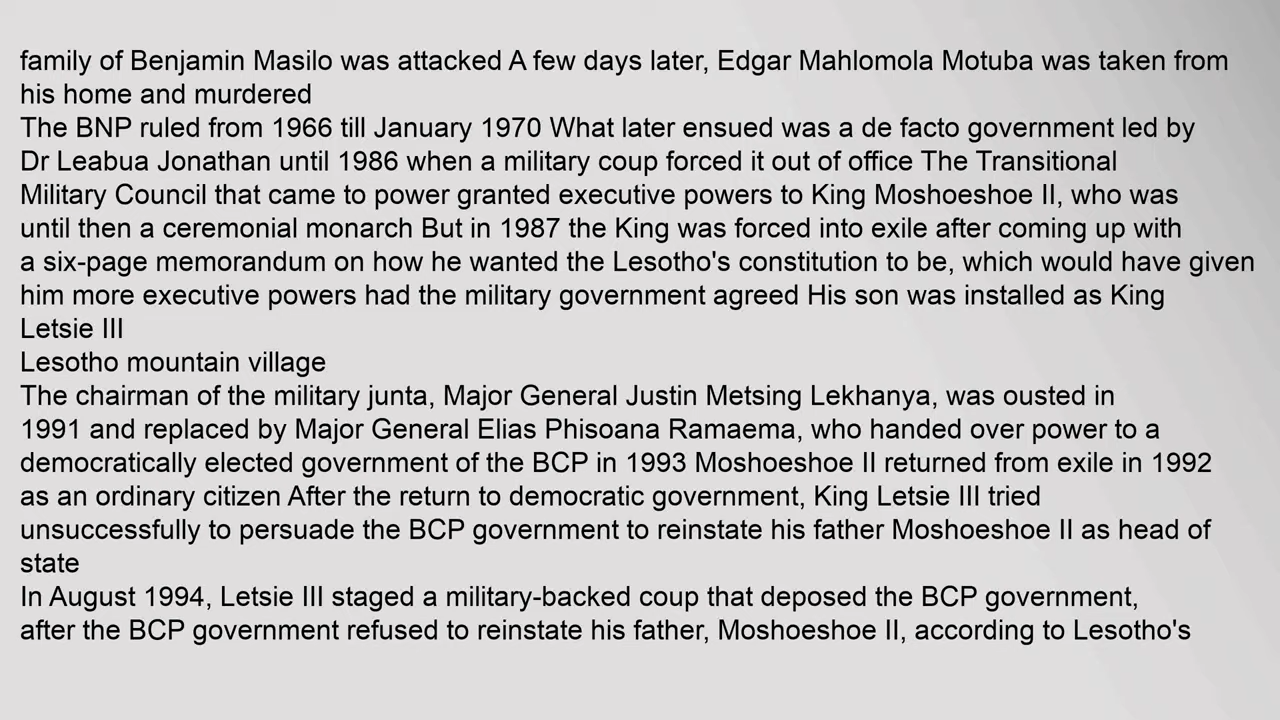 family of Benjamin Masilo was attacked A few days later, Edgar Mahlomola Motuba was taken from
his home and murdered
The BNP ruled from 1966 till January 1970 What later ensued was a de facto government led by
Dr Leabua Jonathan until 1986 when a military coup forced it out of office The Transitional
Military Council that came to power granted executive powers to King Moshoeshoe II, who was
until then a ceremonial monarch But in 1987 the King was forced into exile after coming up with
a six-page memorandum on how he wanted the Lesotho's constitution to be, which would have given
him more executive powers had the military government agreed His son was installed as King
Letsie III
Lesotho mountain village
The chairman of the military junta, Major General Justin Metsing Lekhanya, was ousted in
1991 and replaced by Major General Elias Phisoana Ramaema, who handed over power to a
democratically elected government of the BCP in 1993 Moshoeshoe II returned from exile in 1992
as an ordinary citizen After the return to democratic government, King Letsie III tried
unsuccessfully to persuade the BCP government to reinstate his father Moshoeshoe II as head of
state
In August 1994, Letsie III staged a military-backed coup that deposed the BCP government,
after the BCP government refused to reinstate his father, Moshoeshoe II, according to Lesotho's